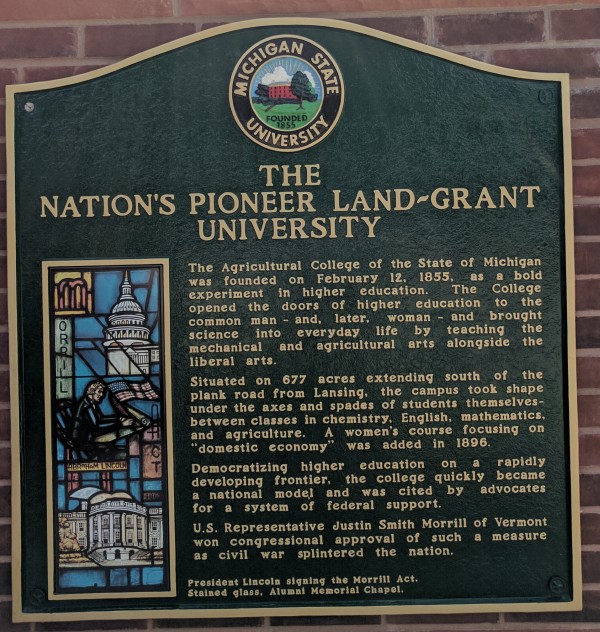 MICHIGAN STATE
UNIVERSITY
FOUNDED
1855
THE
NATION'S PIONEER LAND-GRANT
UNIVERSITY
The Agricultural College of the State of Michigan
was founded on February 12, 1855, as a bold
experiment in higher education. The College
opened the doors of higher education to the
common man - and, later, woman - and brought
science into everyday life by teaching the
mechanical and agricultural arts alongside the
liberal arts.
Situated on 677 acres extending south of the
plank road from Lansing, the campus took shape
under the axes and spades of students themselves-
between classes in chemistry, English, mathematics,
and agriculture. A women's course focusing on
"domestic economy" was added in 1896.
Democratizing higher education on a rapidly
developing frontier, the college quickly became
a national model and was cited by advocates
for a system of federal support.
U.S. Representative Justin Smith Morrill of Vermont
won congressional approval of such a measure
as civil war splintered the nation.
M
ORRILL
ACT
ABRAHAM LINCOLN
President Lincoln signing the Morrill Act.
Stained glass, Alumni Memorial Chapel.